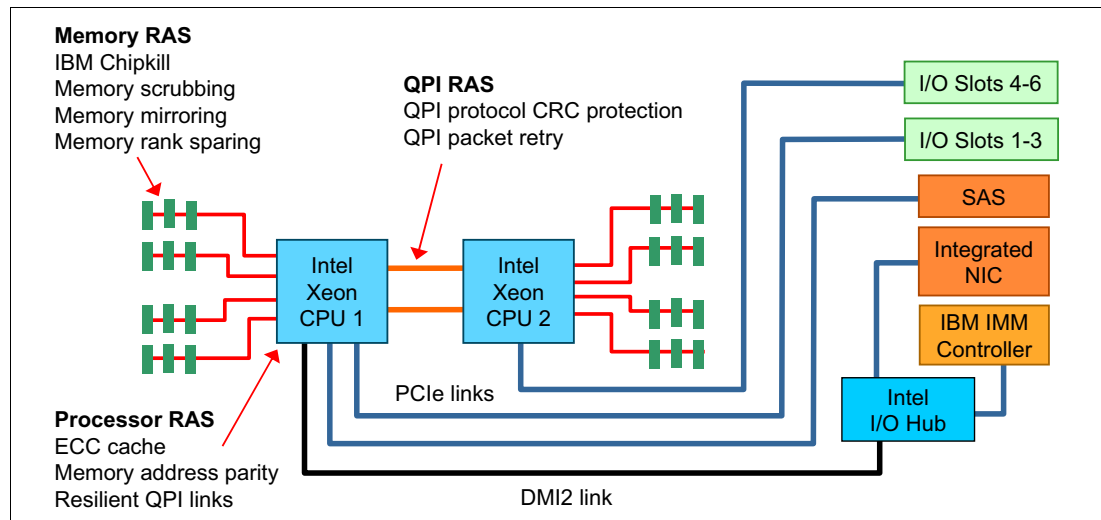 Memory RAS
IBM Chipkill
Memory scrubbing
Memory mirroring
Memory rank sparing
QPI RAS
QPI protocol CRC protection
QPI packet retry
I/O Slots 4-6
I/O Slots 1-3
SAS
Integrated
NIC
IBM IMM
Controller
Intel
Xeon
CPU 1
Intel
Xeon
CPU 2
PCIe links
Intel
I/O Hub
Processor RAS
ECC cache
Memory address parity
Resilient QPI links
DMI2 link